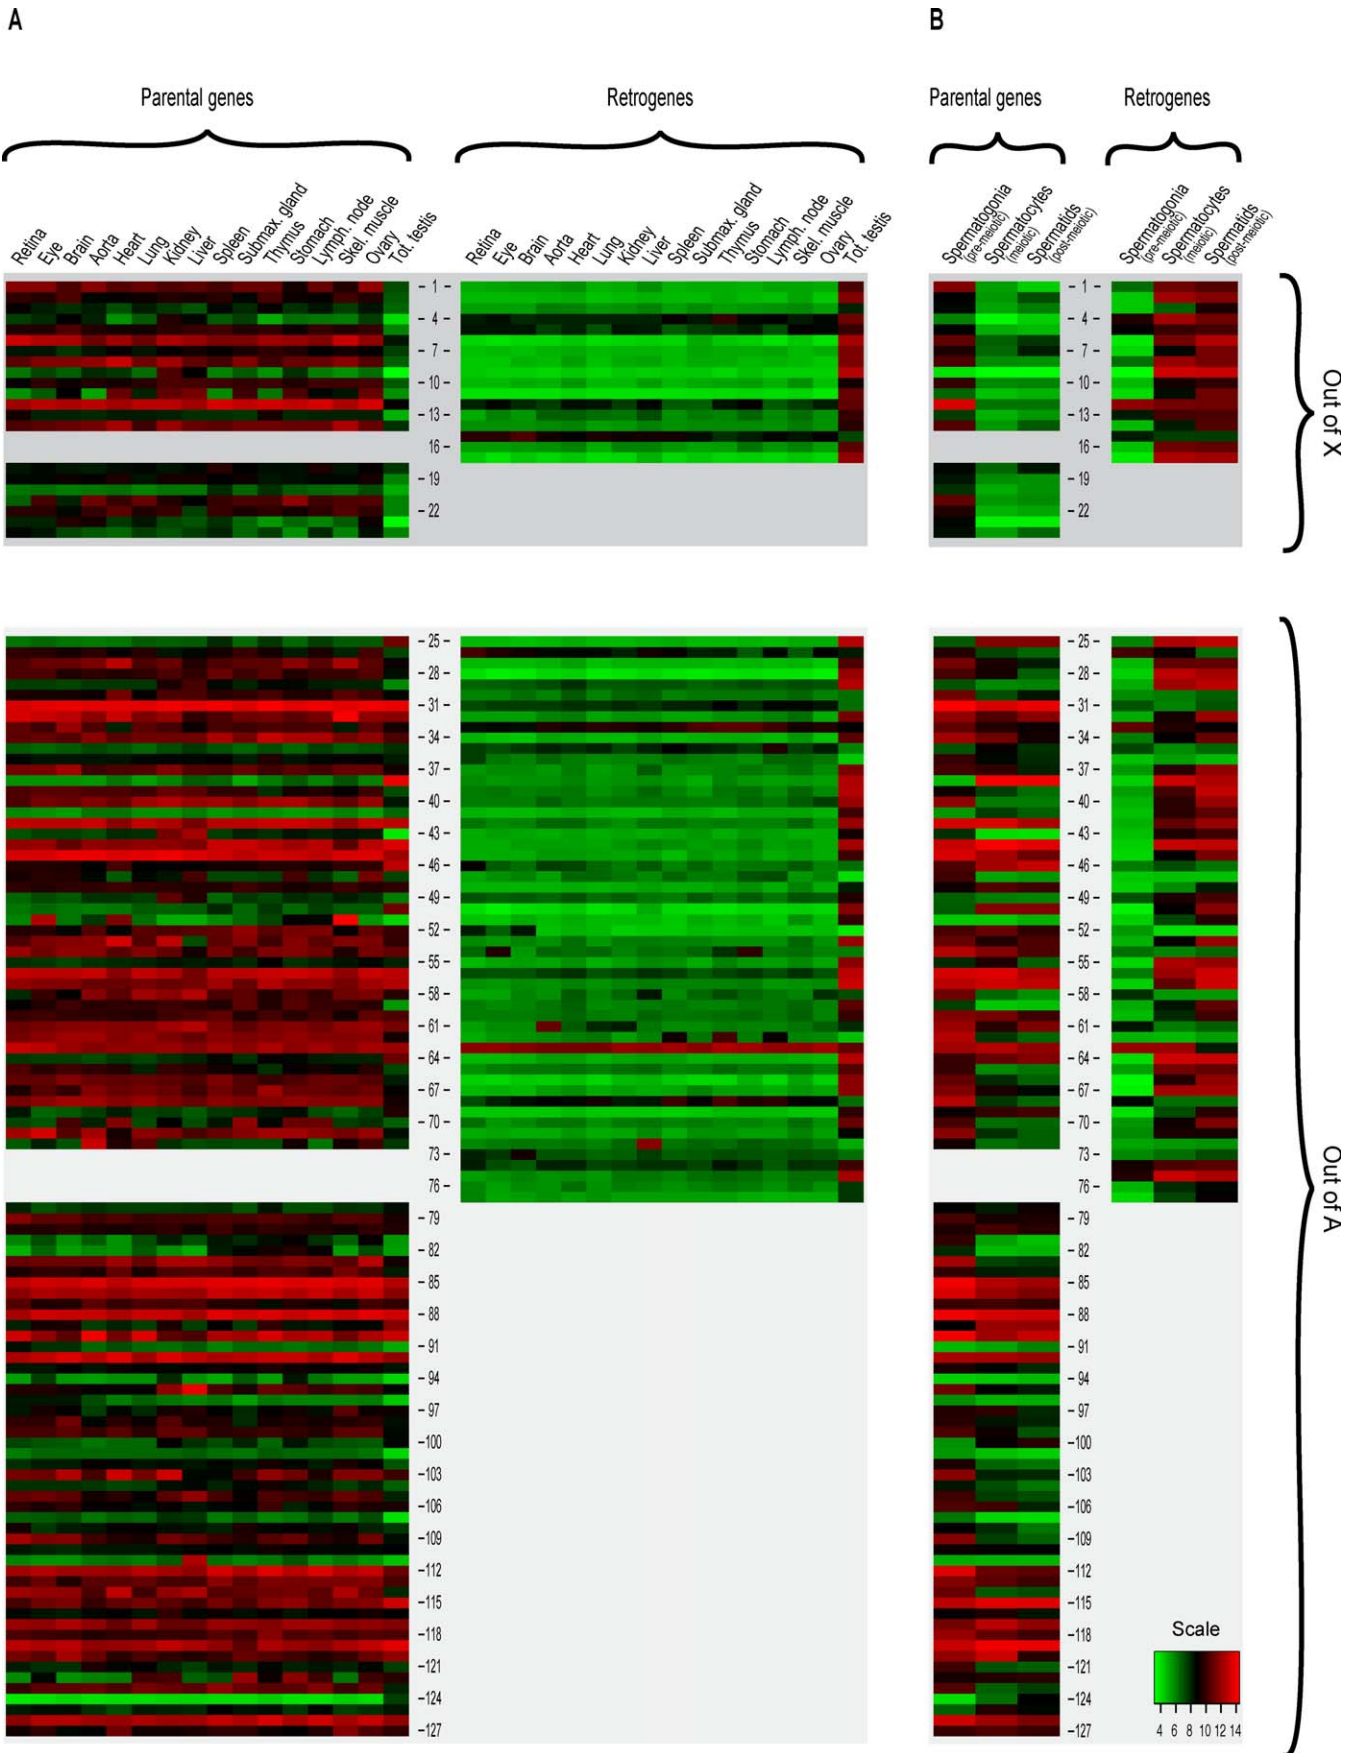 A
B
Parental genes
Retrogenes
Parental genes
Retrogenes
Retina
Eye
Brain
Aorta
Heart
Lung
Kidney
Liver
Spleen
Submax. gland
Thymus
Stomach
Lymph. node
Skel. muscle
Ovary
Tot. testis
Retina
Eye
Brain
Aorta
Heart
Lung
Kidney
Liver
Spleen
Submax. gland
Thymus
Stomach
Lymph. node
Skel. muscle
Ovary
Tot. testis
Spermatogonia
(pre-meiotic)
Spermatocytes
(meiotic)
Spermatids
(post-meiotic)
Spermatogonia
(pre-meiotic)
Spermatocytes
(meiotic)
Spermatids
(post-meiotic)
- 1 - - 1 -
- 4 - - 4 -
- 7 - - 7 -
- 10 - - 10 -
- 13 - - 13 -
- 16 - - 16 -
- 19 - - 19 -
- 22 - - 22 -
Out of X
- 25 - - 25 -
- 28 - - 28 -
- 31 - - 31 -
- 34 - - 34 -
- 37 - - 37 -
- 40 - - 40 -
- 43 - - 43 -
- 46 - - 46 -
- 49 - - 49 -
- 52 - - 52 -
- 55 - - 55 -
- 58 - - 58 -
- 61 - - 61 -
- 64 - - 64 -
- 67 - - 67 -
- 70 - - 70 -
- 73 - - 73 -
- 76 - - 76 -
- 79 - - 79 -
- 82 - - 82 -
- 85 - - 85 -
- 88 - - 88 -
- 91 - - 91 -
- 94 - - 94 -
- 97 - - 97 -
-100 -100
-103 -103
-106 -106
-109 -109
-112 -112
-115 -115
-118 -118
-121 -121
-124 -124
-127 -127
Out of A
Scale
4 6 8 10 12 14